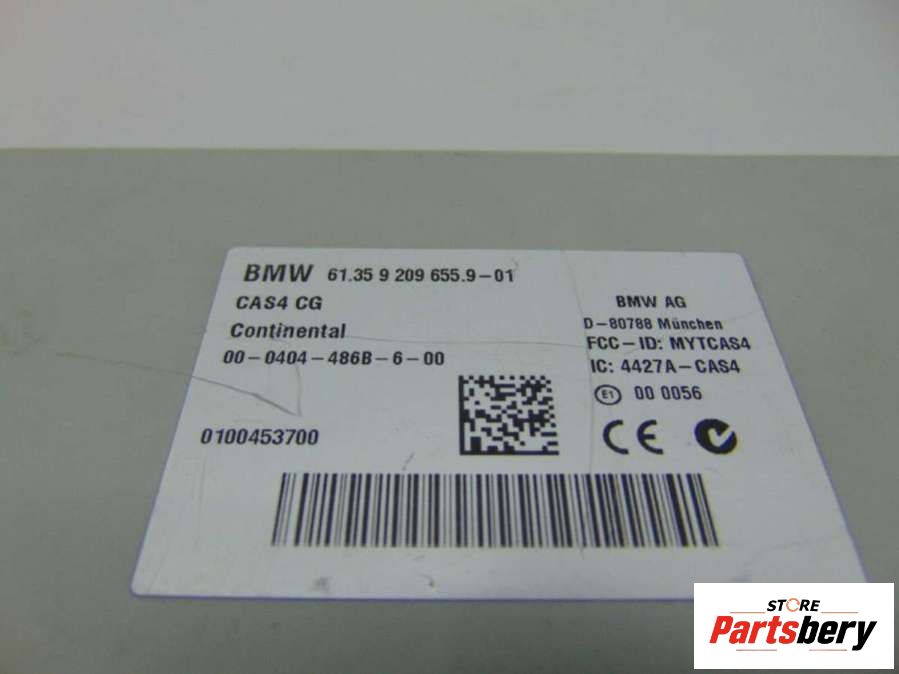 BMW 61.35 9 209 655.9-01
CAS4 CG
Continental
00-0404-486B-6-00
0100453700
BMW AG
D-80788 München
FCC-ID: MYTCAS4
IC: 4427A-CAS4
E1 00 0056
CE
STORE
Partsbery